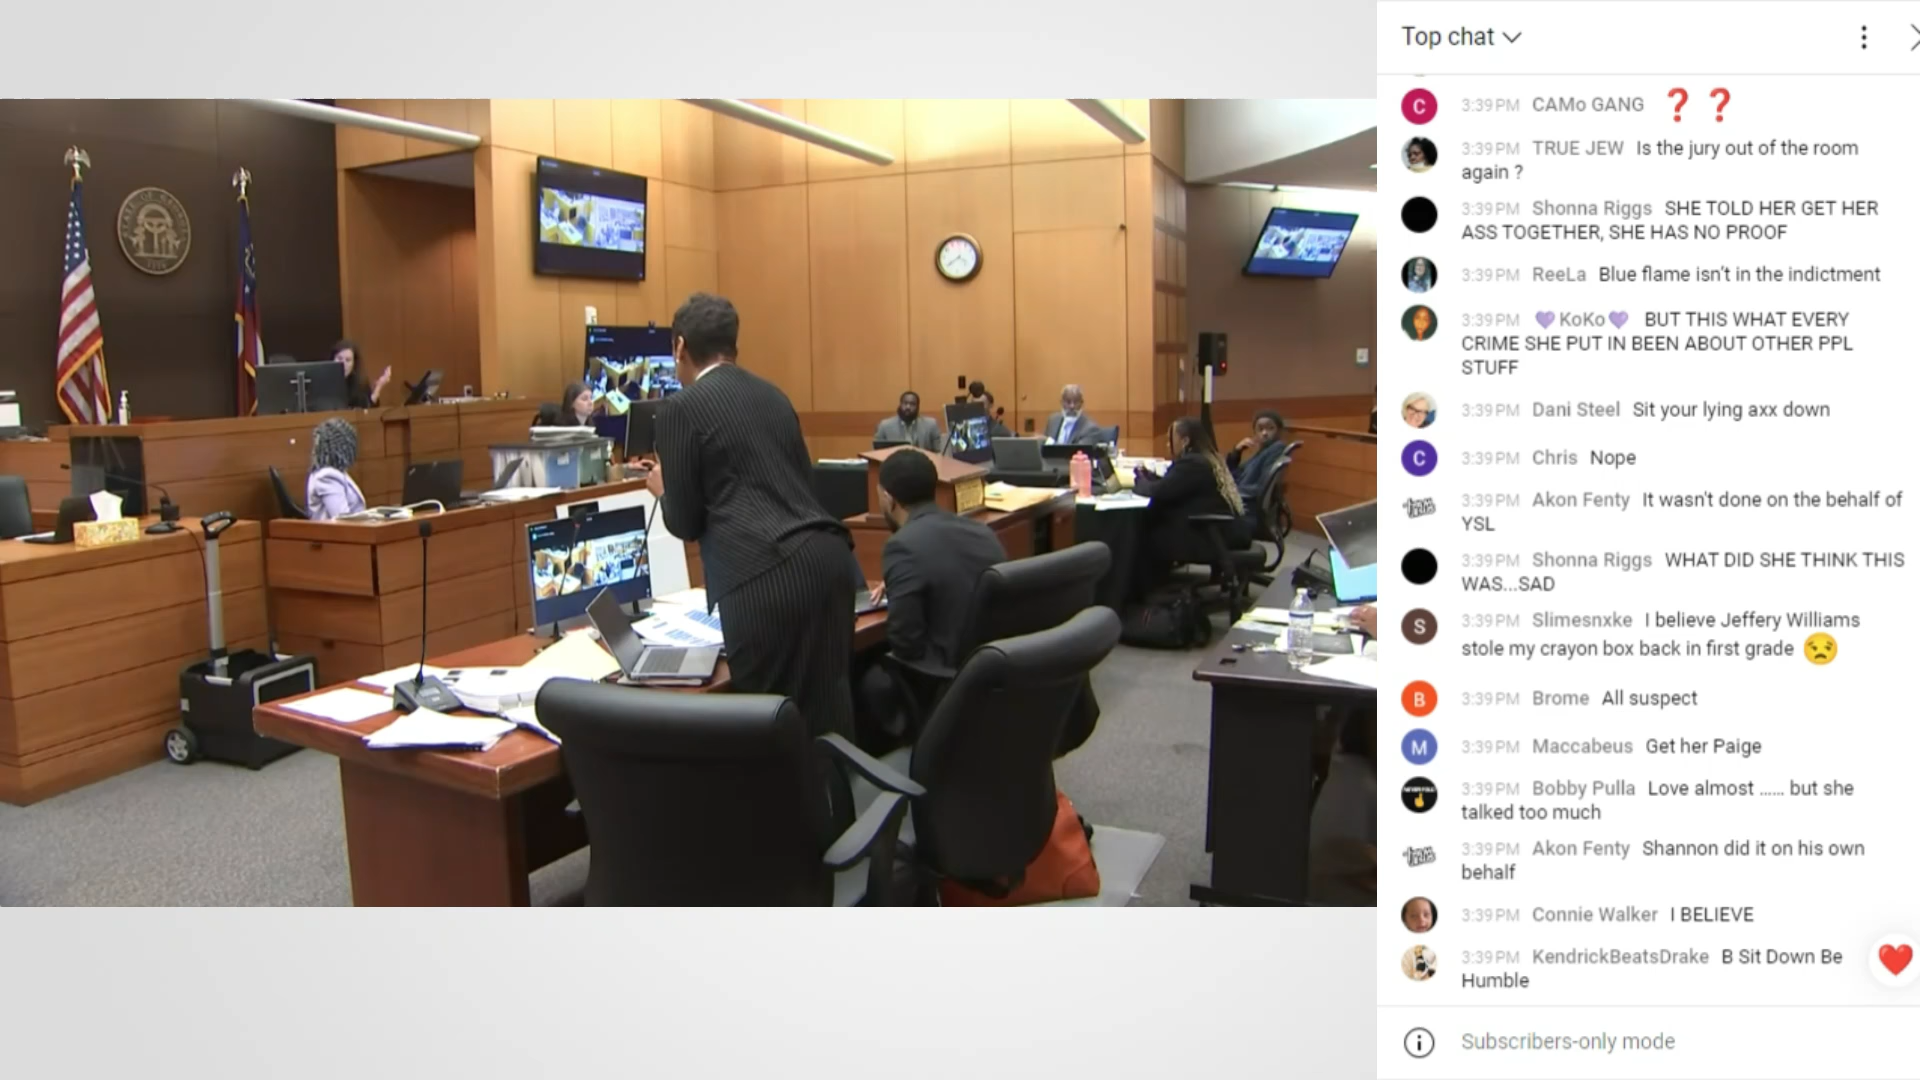 Top chat
3:39 PM CAMo GANG ❓ ❓
3:39 PM TRUE JEW Is the jury out of the room
again ?
3:39 PM Shonna Riggs SHE TOLD HER GET HER
ASS TOGETHER, SHE HAS NO PROOF
3:39 PM ReeLa Blue flame isn't in the indictment
3:39 PM 💜KoKo💜 BUT THIS WHAT EVERY
CRIME SHE PUT IN BEEN ABOUT OTHER PPL
STUFF
3:39 PM Dani Steel Sit your lying axx down
C 3:39 PM Chris Nope
3:39 PM Akon Fenty It wasn't done on the behalf of
YSL
3:39 PM Shonna Riggs WHAT DID SHE THINK THIS
WAS...SAD
S 3:39 PM Slimesnxke I believe Jeffery Williams
stole my crayon box back in first grade 😒
B 3:39 PM Brome All suspect
M 3:39 PM Maccabeus Get her Paige
3:39 PM Bobby Pulla Love almost ...... but she
talked too much
3:39 PM Akon Fenty Shannon did it on his own
behalf
3:39 PM Connie Walker I BELIEVE
3:39 PM KendrickBeatsDrake B Sit Down Be
Humble
Subscribers-only mode